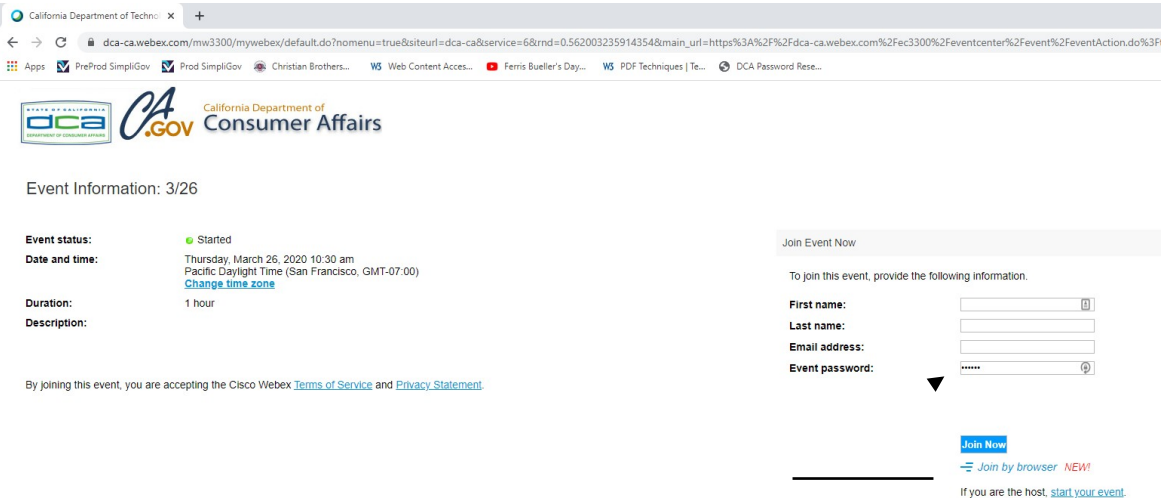 California Department of Technol
dca-ca.webex.com/mw3300/mywebex/default.do?nomenu=true&siteurl=dca-ca&service=6&rnd=0.562003235914354&main_url=https%3A%2F%2Fdca-ca.webex.com%2Fec3300%2Feventcenter%2Fevent%2FeventAction.do%3F
Apps PreProd SimpliGov Prod SimpliGov Christian Brothers... Web Content Acces... Ferris Bueller's Day... PDF Techniques | Te... DCA Password Rese...
STATE OF CALIFORNIA
dca
DEPARTMENT OF CONSUMER AFFAIRS
CA
.GOV
California Department of
Consumer Affairs
Event Information: 3/26
Event status: Started
Date and time: Thursday, March 26, 2020 10:30 am
Pacific Daylight Time (San Francisco, GMT-07:00)
Change time zone
Duration: 1 hour
Description:
By joining this event, you are accepting the Cisco Webex Terms of Service and Privacy Statement.
Join Event Now
To join this event, provide the following information.
First name:
Last name:
Email address:
Event password: ••••••
Join Now
Join by browser NEW!
If you are the host, start your event.